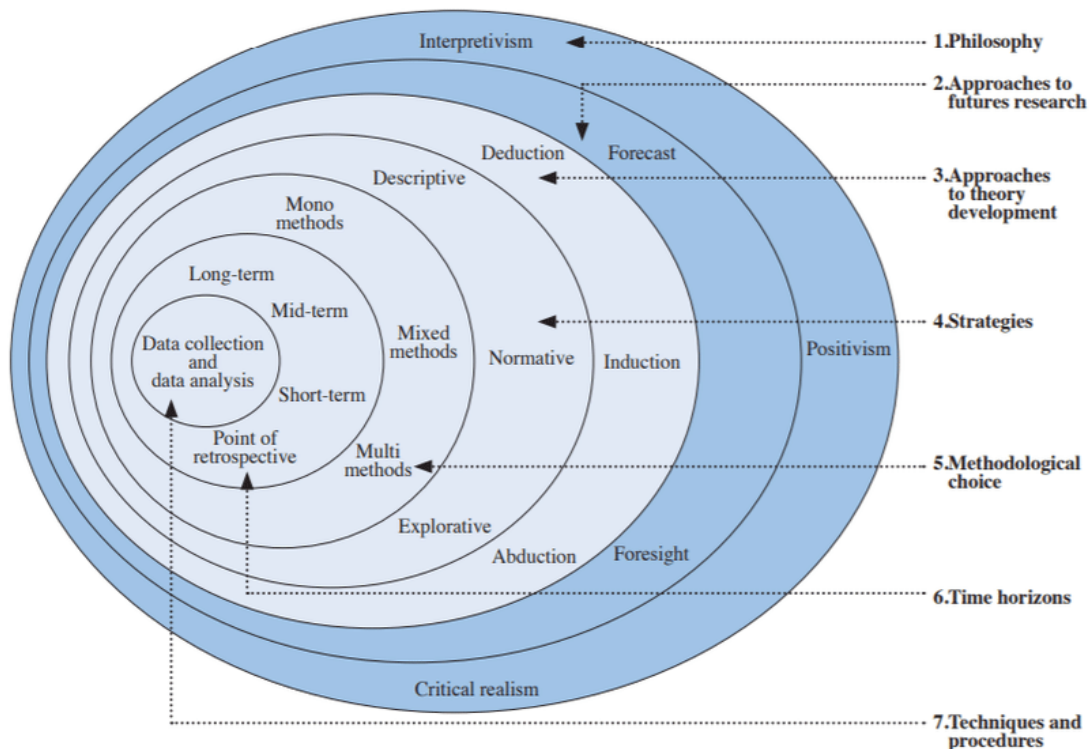 Interpretivism
1.Philosophy
2.Approaches to
futures research
Deduction
Forecast
3.Approaches
to theory
development
Descriptive
Mono
methods
Long-term
Mid-term
Data collection
and
data analysis
Mixed
methods
Normative
Induction
4.Strategies
Positivism
Short-term
Point of
retrospective
Multi
methods
5.Methodological
choice
Explorative
Abduction
Foresight
6.Time horizons
Critical realism
7.Techniques and
procedures